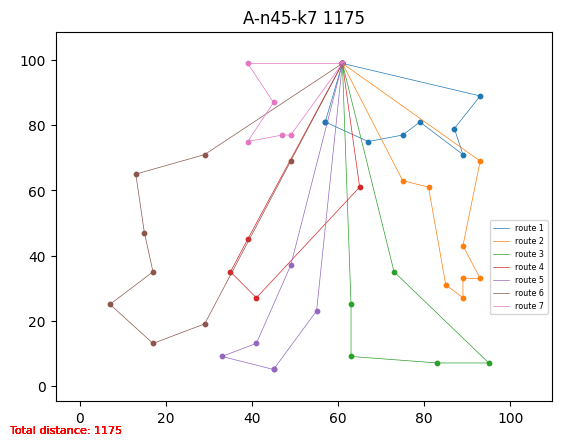 A-n45-k7 1175
100
80
60
40
20
0
0 20 40 60 80 100
route 1
route 2
route 3
route 4
route 5
route 6
route 7
Total distance: 1175